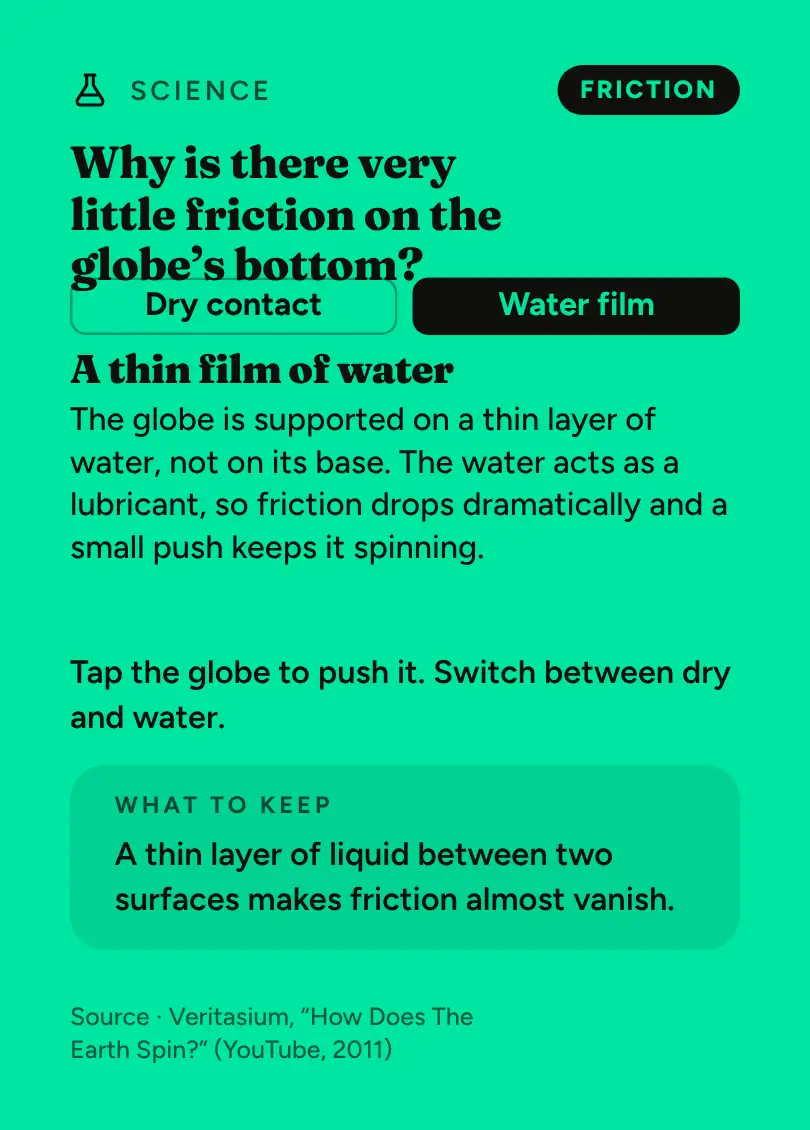 SCIENCE
FRICTION
Why is there very
little friction on the
globe’s bottom?
Dry contact
Water film
A thin film of water
The globe is supported on a thin layer of
water, not on its base. The water acts as a
lubricant, so friction drops dramatically and a
small push keeps it spinning.
Tap the globe to push it. Switch between dry
and water.
WHAT TO KEEP
A thin layer of liquid between two
surfaces makes friction almost vanish.
Source · Veritasium, “How Does The
Earth Spin?” (YouTube, 2011)